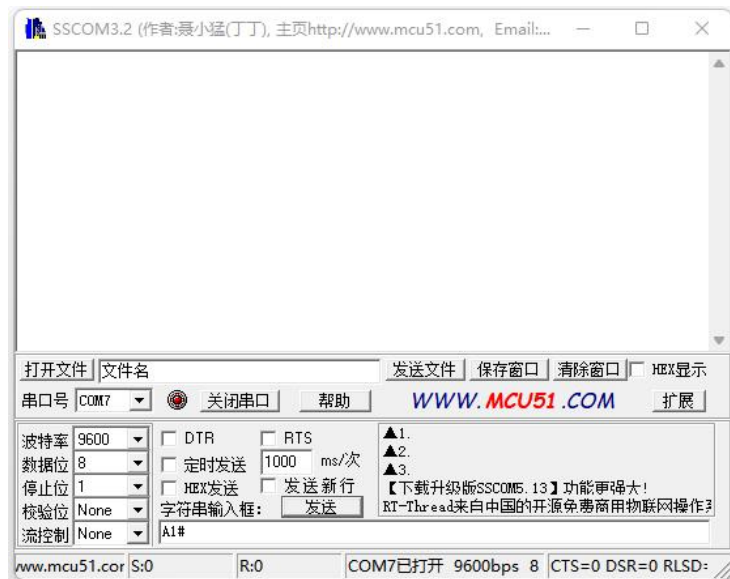 SSCOM3.2 (作者:聂小猛(丁丁), 主页http://www.mcu51.com, Email:...
打开文件 文件名 发送文件 保存窗口 清除窗口 HEX显示
串口号 COM7 关闭串口 帮助 WWW.MCU51.COM 扩展
波特率 9600 DTR RTS
数据位 8 定时发送 1000 ms/次
停止位 1 HEX发送 发送新行
校验位 None 字符串输入框: 发送
流控制 None A1#
▲1.
▲2.
▲3.
【下载升级版SSCOM5.13】功能更强大!
RT-Thread来自中国的开源免费商用物联网操作系
www.mcu51.cor S:0 R:0 COM7已打开 9600bps 8 CTS=0 DSR=0 RLSD=